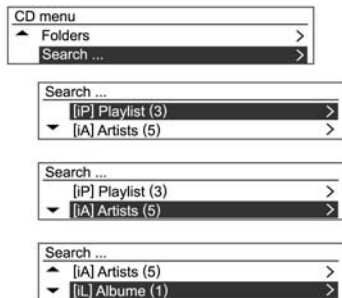 CD menu
Folders >
Search ... >
Search ...
[iP] Playlist (3) >
[iA] Artists (5) >
Search ...
[iP] Playlist (3) >
[iA] Artists (5) >
Search ...
[iA] Artists (5) >
[iL] Albume (1) >